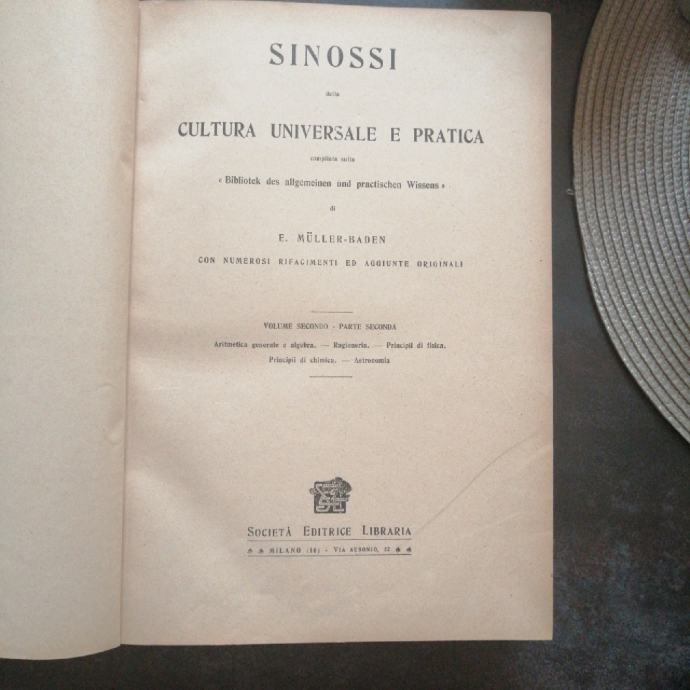 SINOSSI
della
CULTURA UNIVERSALE E PRATICA
compilata sulla
« Bibliotek des allgemeinen und practischen Wissens »
di
E. MÜLLER-BADEN
CON NUMEROSI RIFACIMENTI ED AGGIUNTE ORIGINALI
VOLUME SECONDO - PARTE SECONDA
Aritmetica generale e algebra. — Ragioneria. — Principii di fisica.
Principii di chimica. — Astronomia
SOCIETÀ EDITRICE LIBRARIA
MILANO (16) - VIA AUSONIO, 22